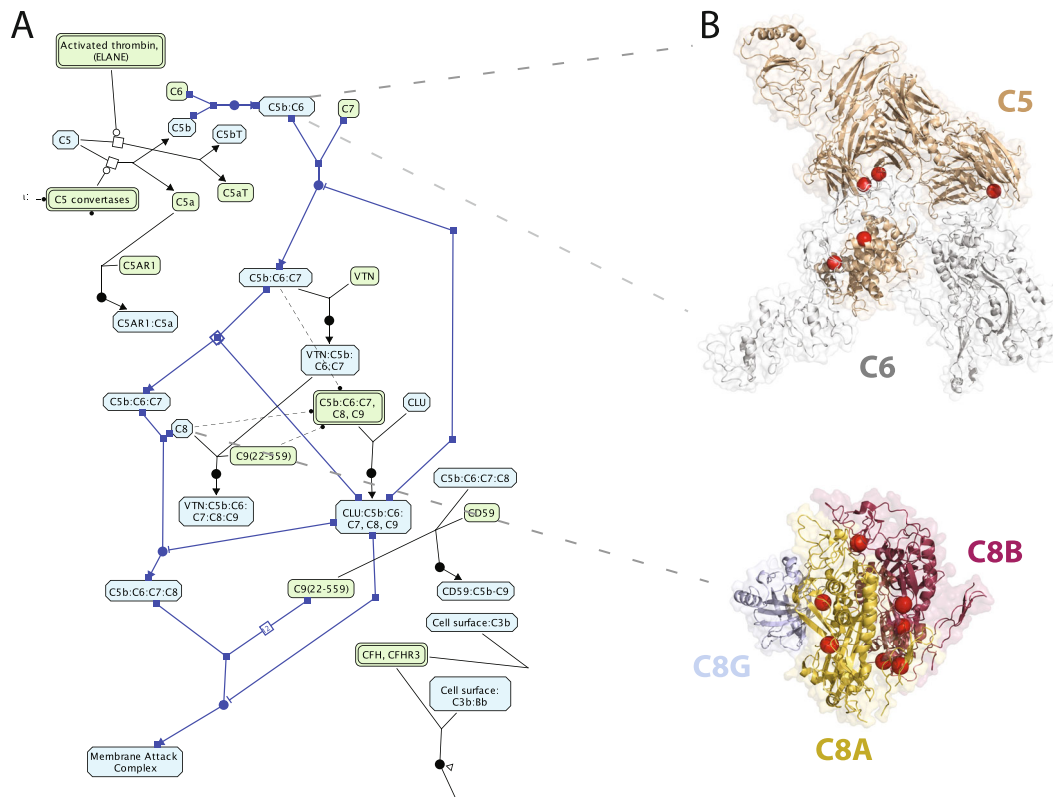 A
B
Activated thrombin,
(ELANE)
C6
C5b:C6
C7
C5b
C5bT
C5
C5
C5aT
C5 convertases
C5a
C5AR1
C5b:C6:C7
VTN
C5AR1:C5a
VTN:C5b:
C6:C7
C6
C5b:C6:C7
C5b:C6:C7,
C8, C9
CLU
C8
C9(22-559)
C5b:C6:C7:C8
VTN:C5b:C6:
C7:C8:C9
CLU:C5b:C6:
C7, C8, C9
CD59
C8B
C5b:C6:C7:C8
C9(22-559)
CD59:C5b-C9
Cell surface:C3b
2
CFH, CFHR3
C8G
Cell surface:
C3b:Bb
C8A
Membrane Attack
Complex